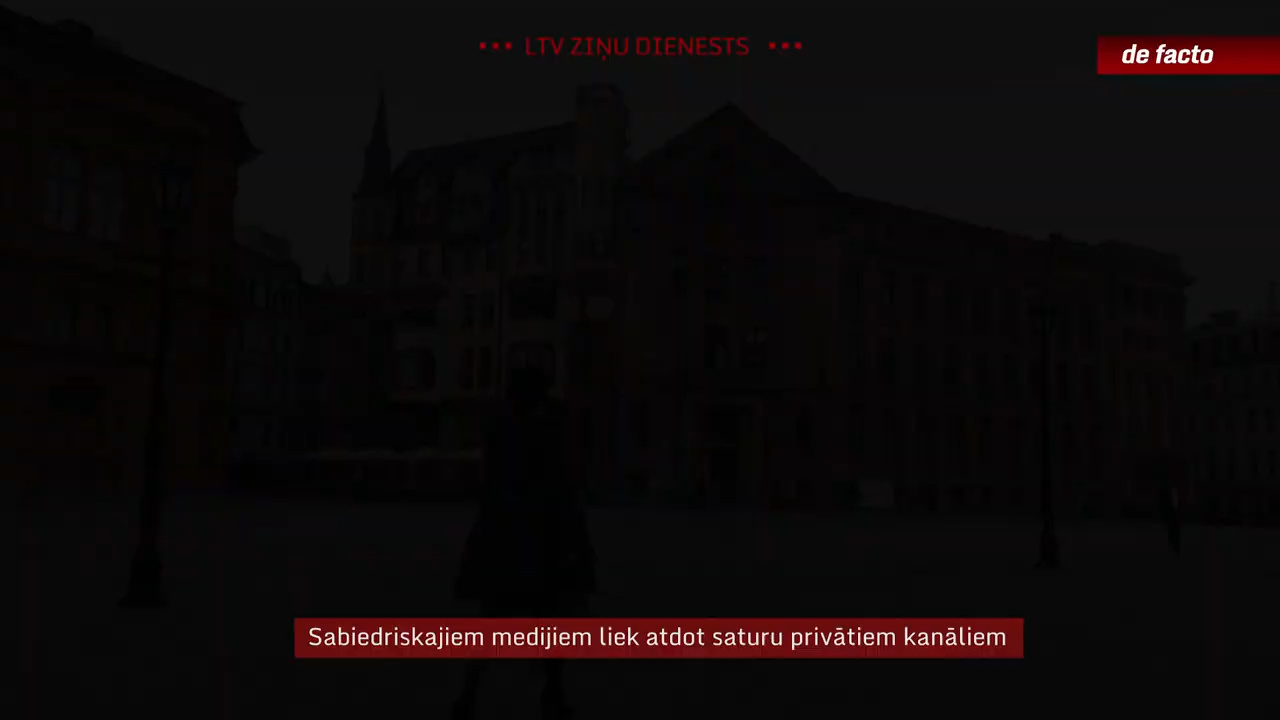 LTV ZIŅU DIENESTS
de facto
Sabiedriskajiem medijiem liek atdot saturu privātiem kanāliem